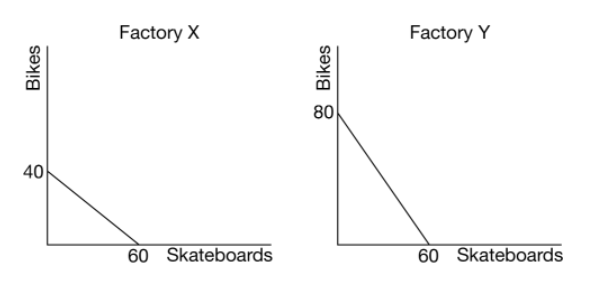 Factory X
Bikes
40
60 Skateboards
Factory Y
Bikes
80
60 Skateboards